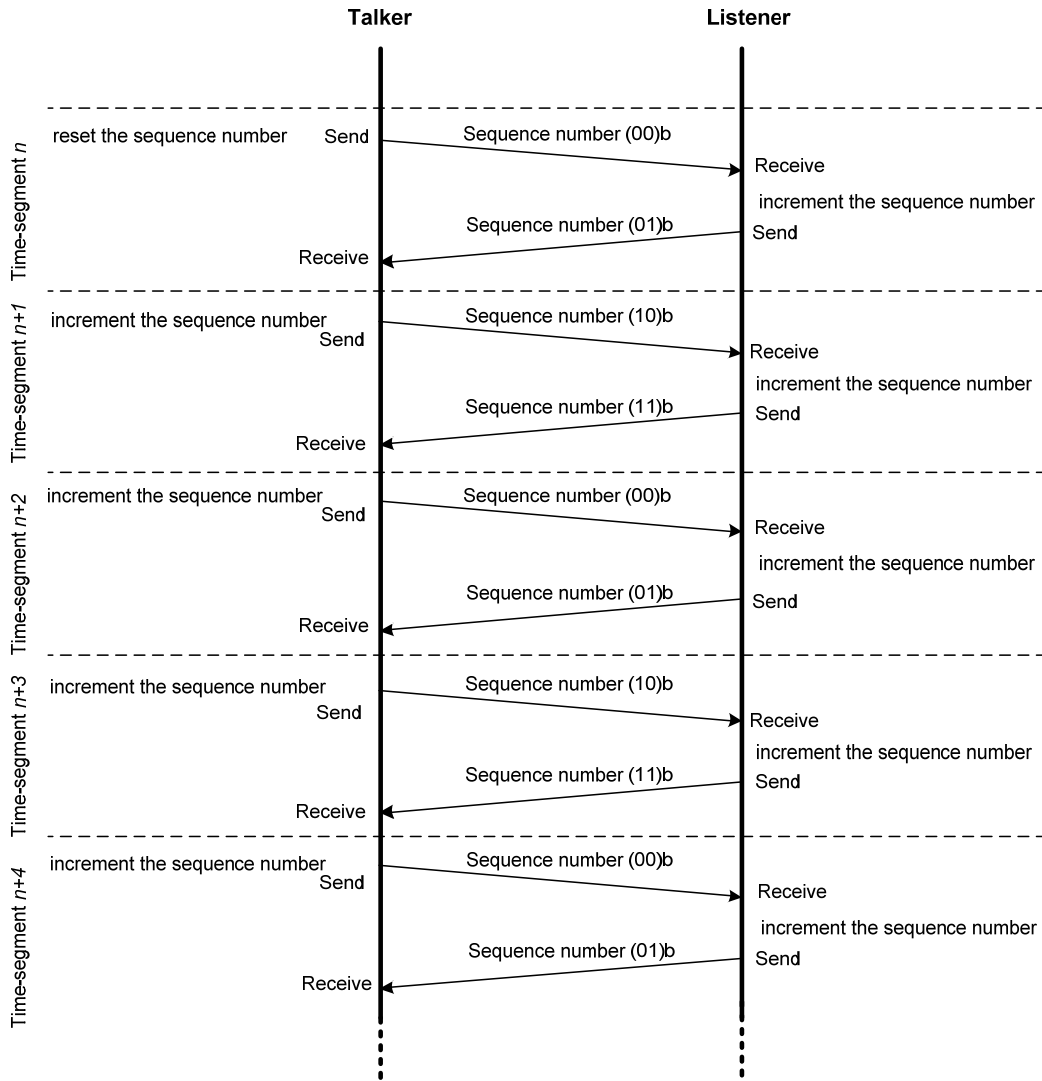 Talker
Listener
Time-segment n
reset the sequence number
Send
Sequence number (00)b
Receive
increment the sequence number
Sequence number (01)b
Send
Receive
Time-segment n+1
increment the sequence number
Send
Sequence number (10)b
Receive
increment the sequence number
Sequence number (11)b
Send
Receive
Time-segment n+2
increment the sequence number
Send
Sequence number (00)b
Receive
increment the sequence number
Sequence number (01)b
Send
Receive
Time-segment n+3
increment the sequence number
Send
Sequence number (10)b
Receive
increment the sequence number
Sequence number (11)b
Send
Receive
Time-segment n+4
increment the sequence number
Send
Sequence number (00)b
Receive
increment the sequence number
Sequence number (01)b
Send
Receive